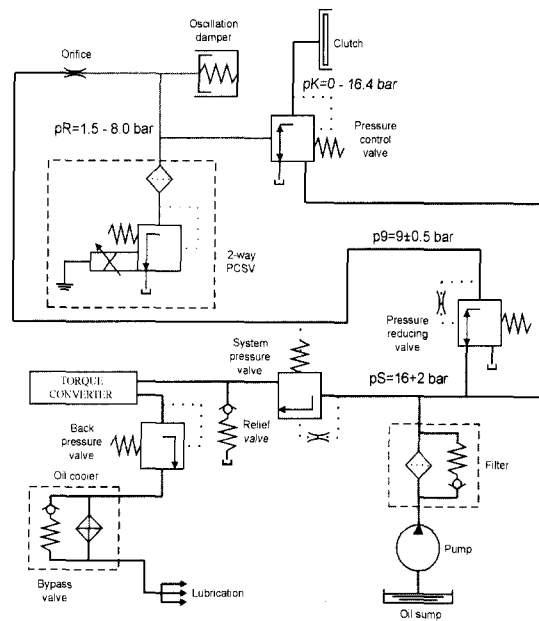 Oscillation
damper
Orifice
Clutch
pK=0 - 16.4 bar
pR=1.5 - 8.0 bar
Pressure
control
valve
p9=9±0.5 bar
2-way
PCSV
Pressure
reducing
valve
System
pressure
valve
pS=16+2 bar
TORQUE
CONVERTER
Back
pressure
valve
Relief
valve
Filter
Oil cooler
Pump
Bypass
valve
Lubrication
Oil sump